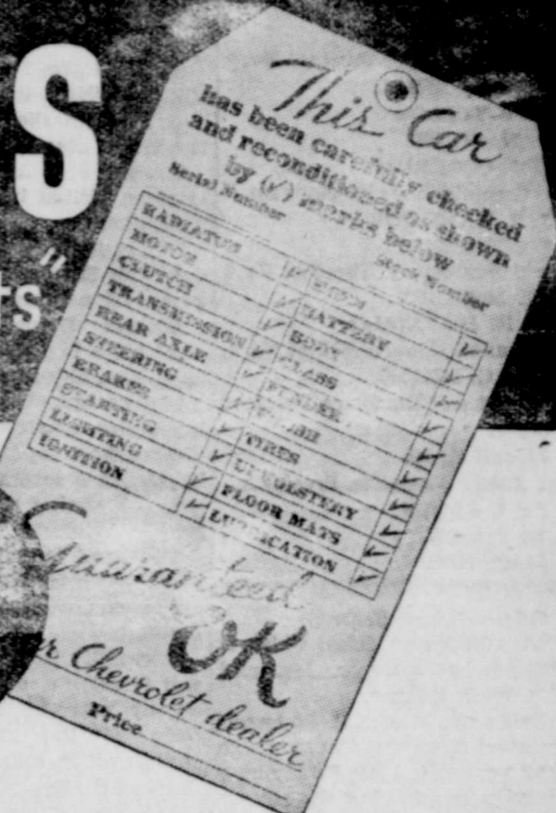 S
ts"
This Car
has been carefully checked
and reconditioned as shown
by (✓) marks below
Serial Number Stock Number
RADIATOR ✓ HORN ✓
MOTOR ✓ BATTERY ✓
CLUTCH ✓ BODY ✓
TRANSMISSION ✓ GLASS ✓
REAR AXLE ✓ FENDER ✓
STEERING ✓ FINISH ✓
BRAKES ✓ TIRES ✓
STARTING ✓ UPHOLSTERY ✓
LIGHTING ✓ FLOOR MATS ✓
IGNITION ✓ LUBRICATION ✓
Guaranteed
OK
r Chevrolet dealer
Price